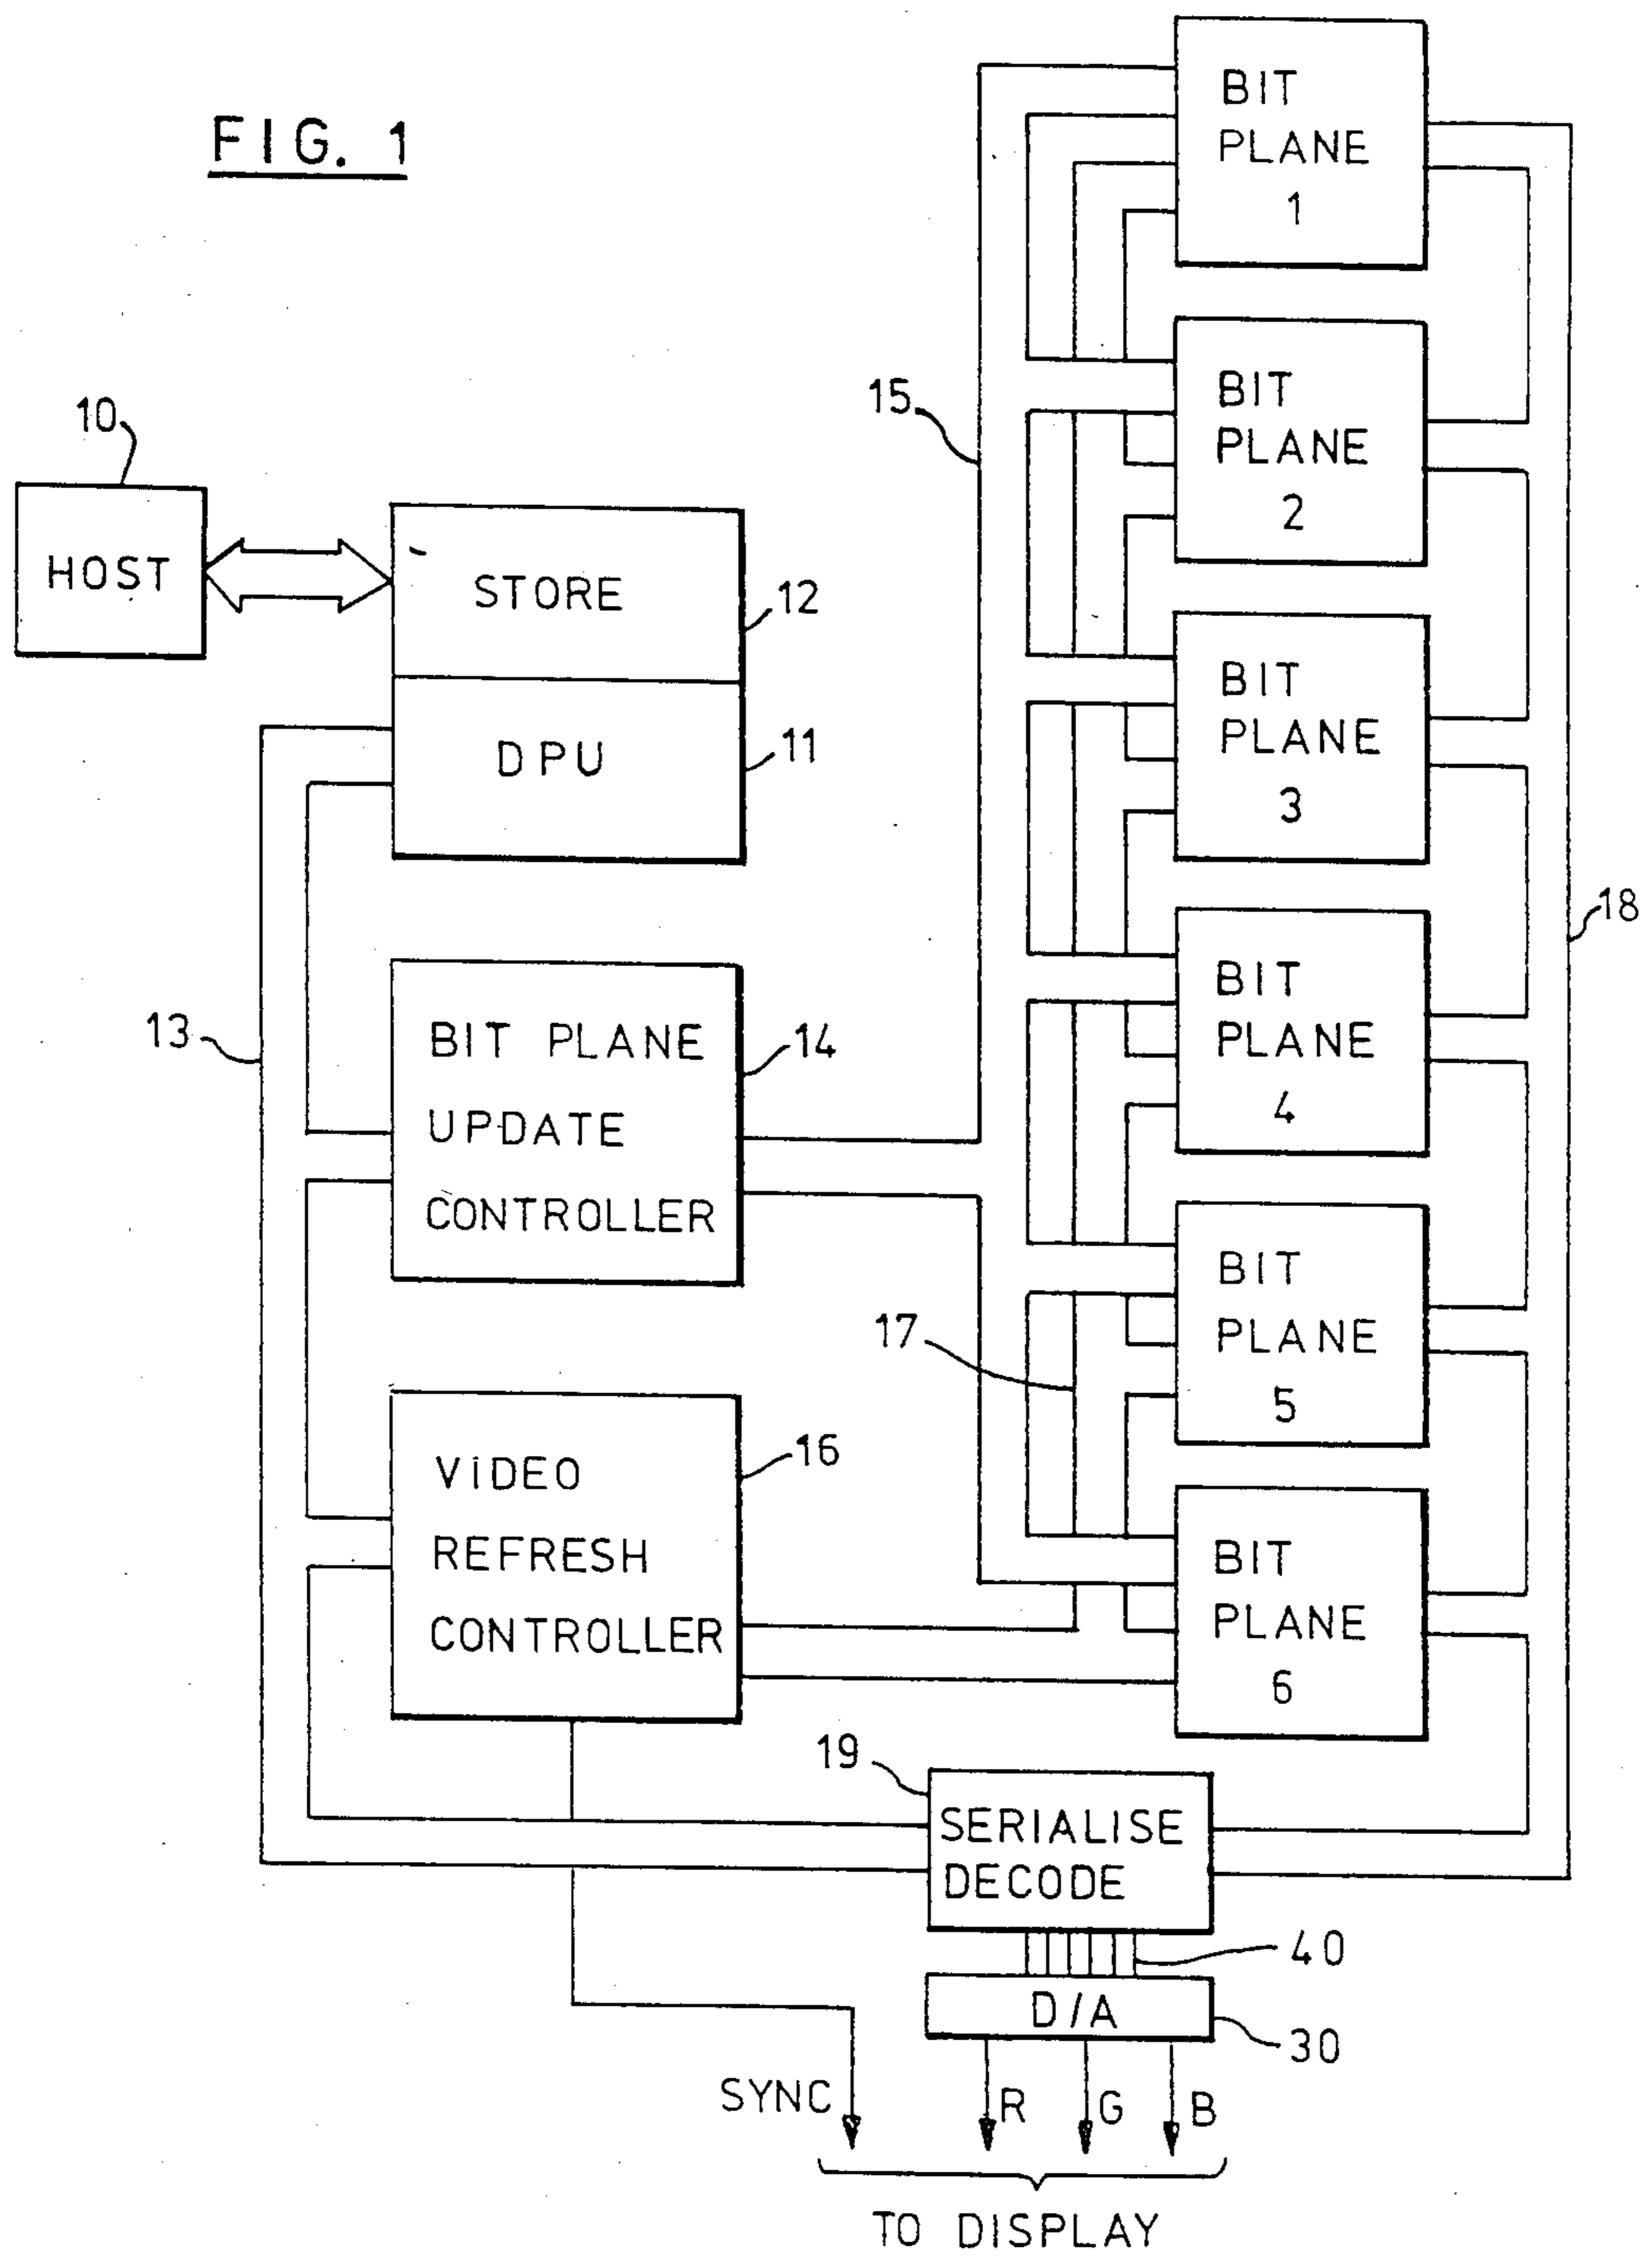 FIG. 1
BIT
PLANE
1
BIT
PLANE
2
15
10
HOST
STORE
12
BIT
PLANE
3
DPU
11
18
BIT
PLANE
4
13
BIT PLANE
UPDATE
CONTROLLER
14
BIT
PLANE
5
17
VIDEO
REFRESH
CONTROLLER
16
BIT
PLANE
6
19
SERIALISE
DECODE
40
D/A
30
SYNC
R
G
B
TO DISPLAY